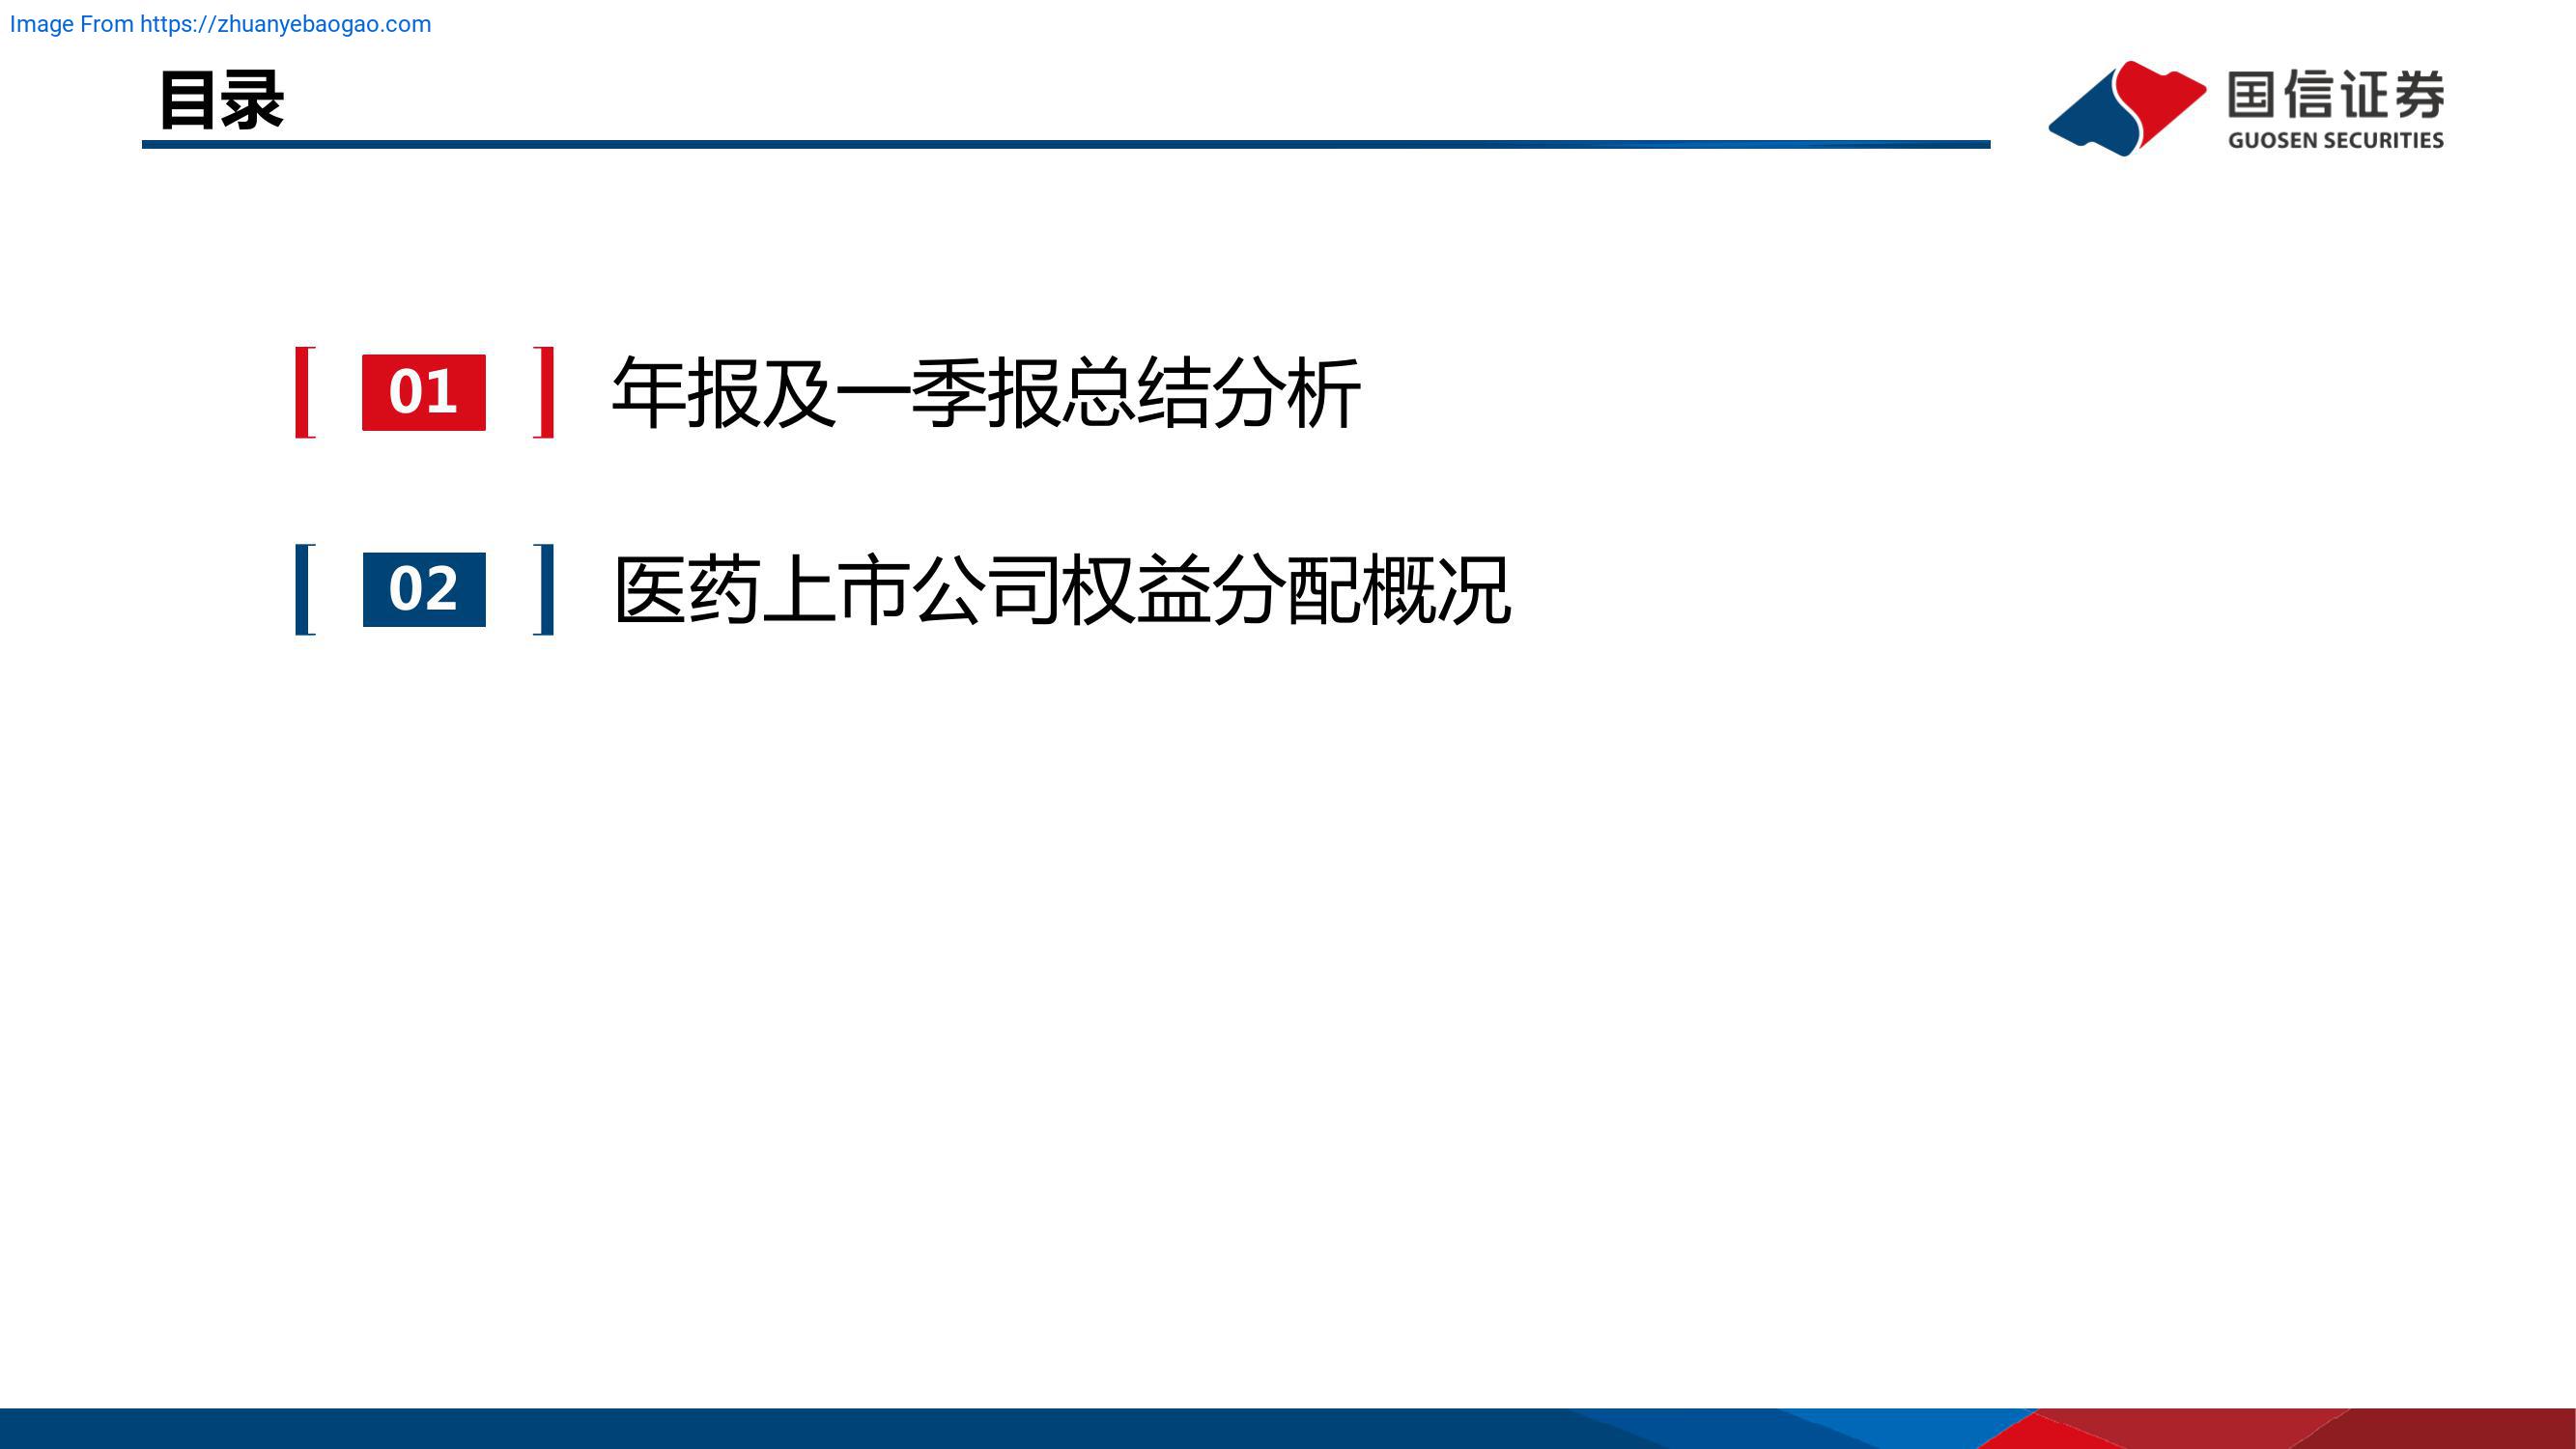 Image From https://zhuanyebaogao.com
目录
国信证券
GUOSEN SECURITIES
01 年报及一季报总结分析
02 医药上市公司权益分配概况